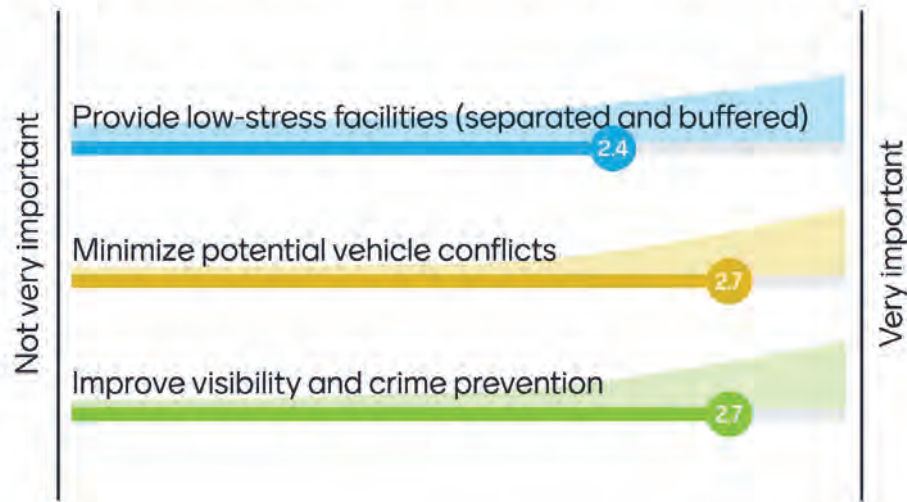 Not very important
Provide low-stress facilities (separated and buffered)
2.4
Minimize potential vehicle conflicts
2.7
Improve visibility and crime prevention
2.7
Very important